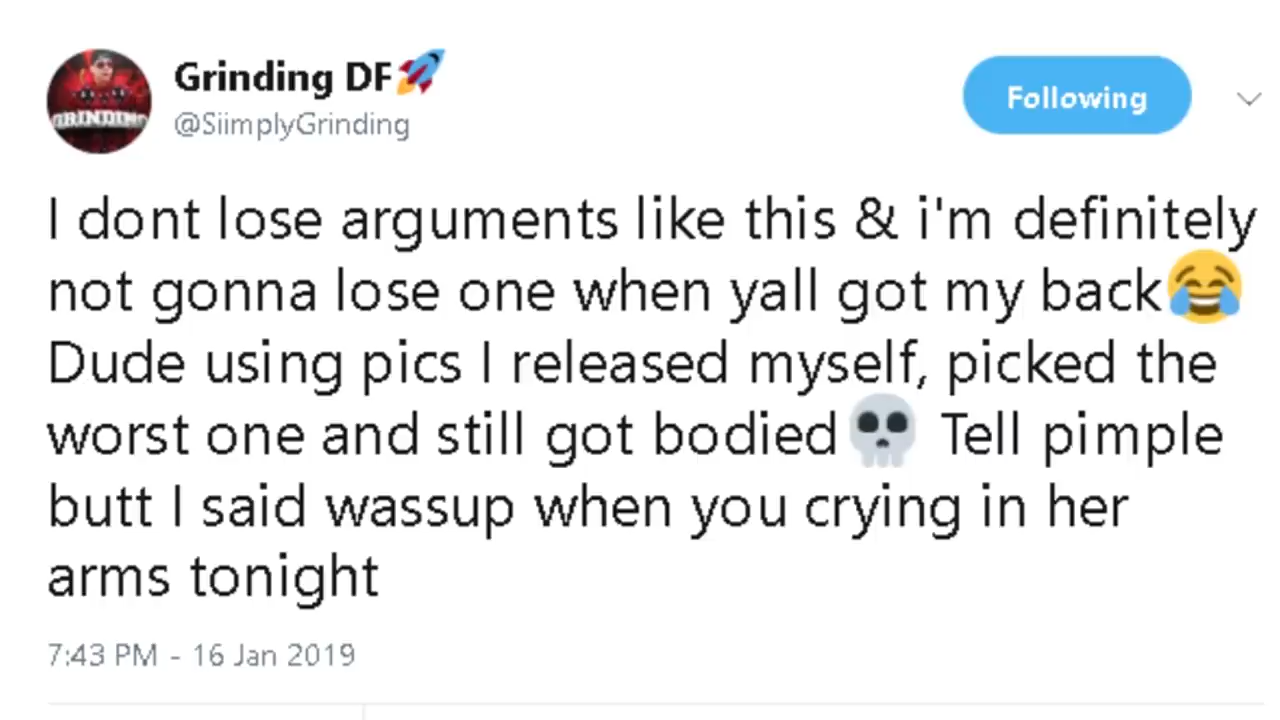 Grinding DF🚀
@SiimplyGrinding
Following
GRINDING
I dont lose arguments like this & i'm definitely
not gonna lose one when yall got my back😂
Dude using pics I released myself, picked the
worst one and still got bodied💀 Tell pimple
butt I said wassup when you crying in her
arms tonight
7:43 PM - 16 Jan 2019